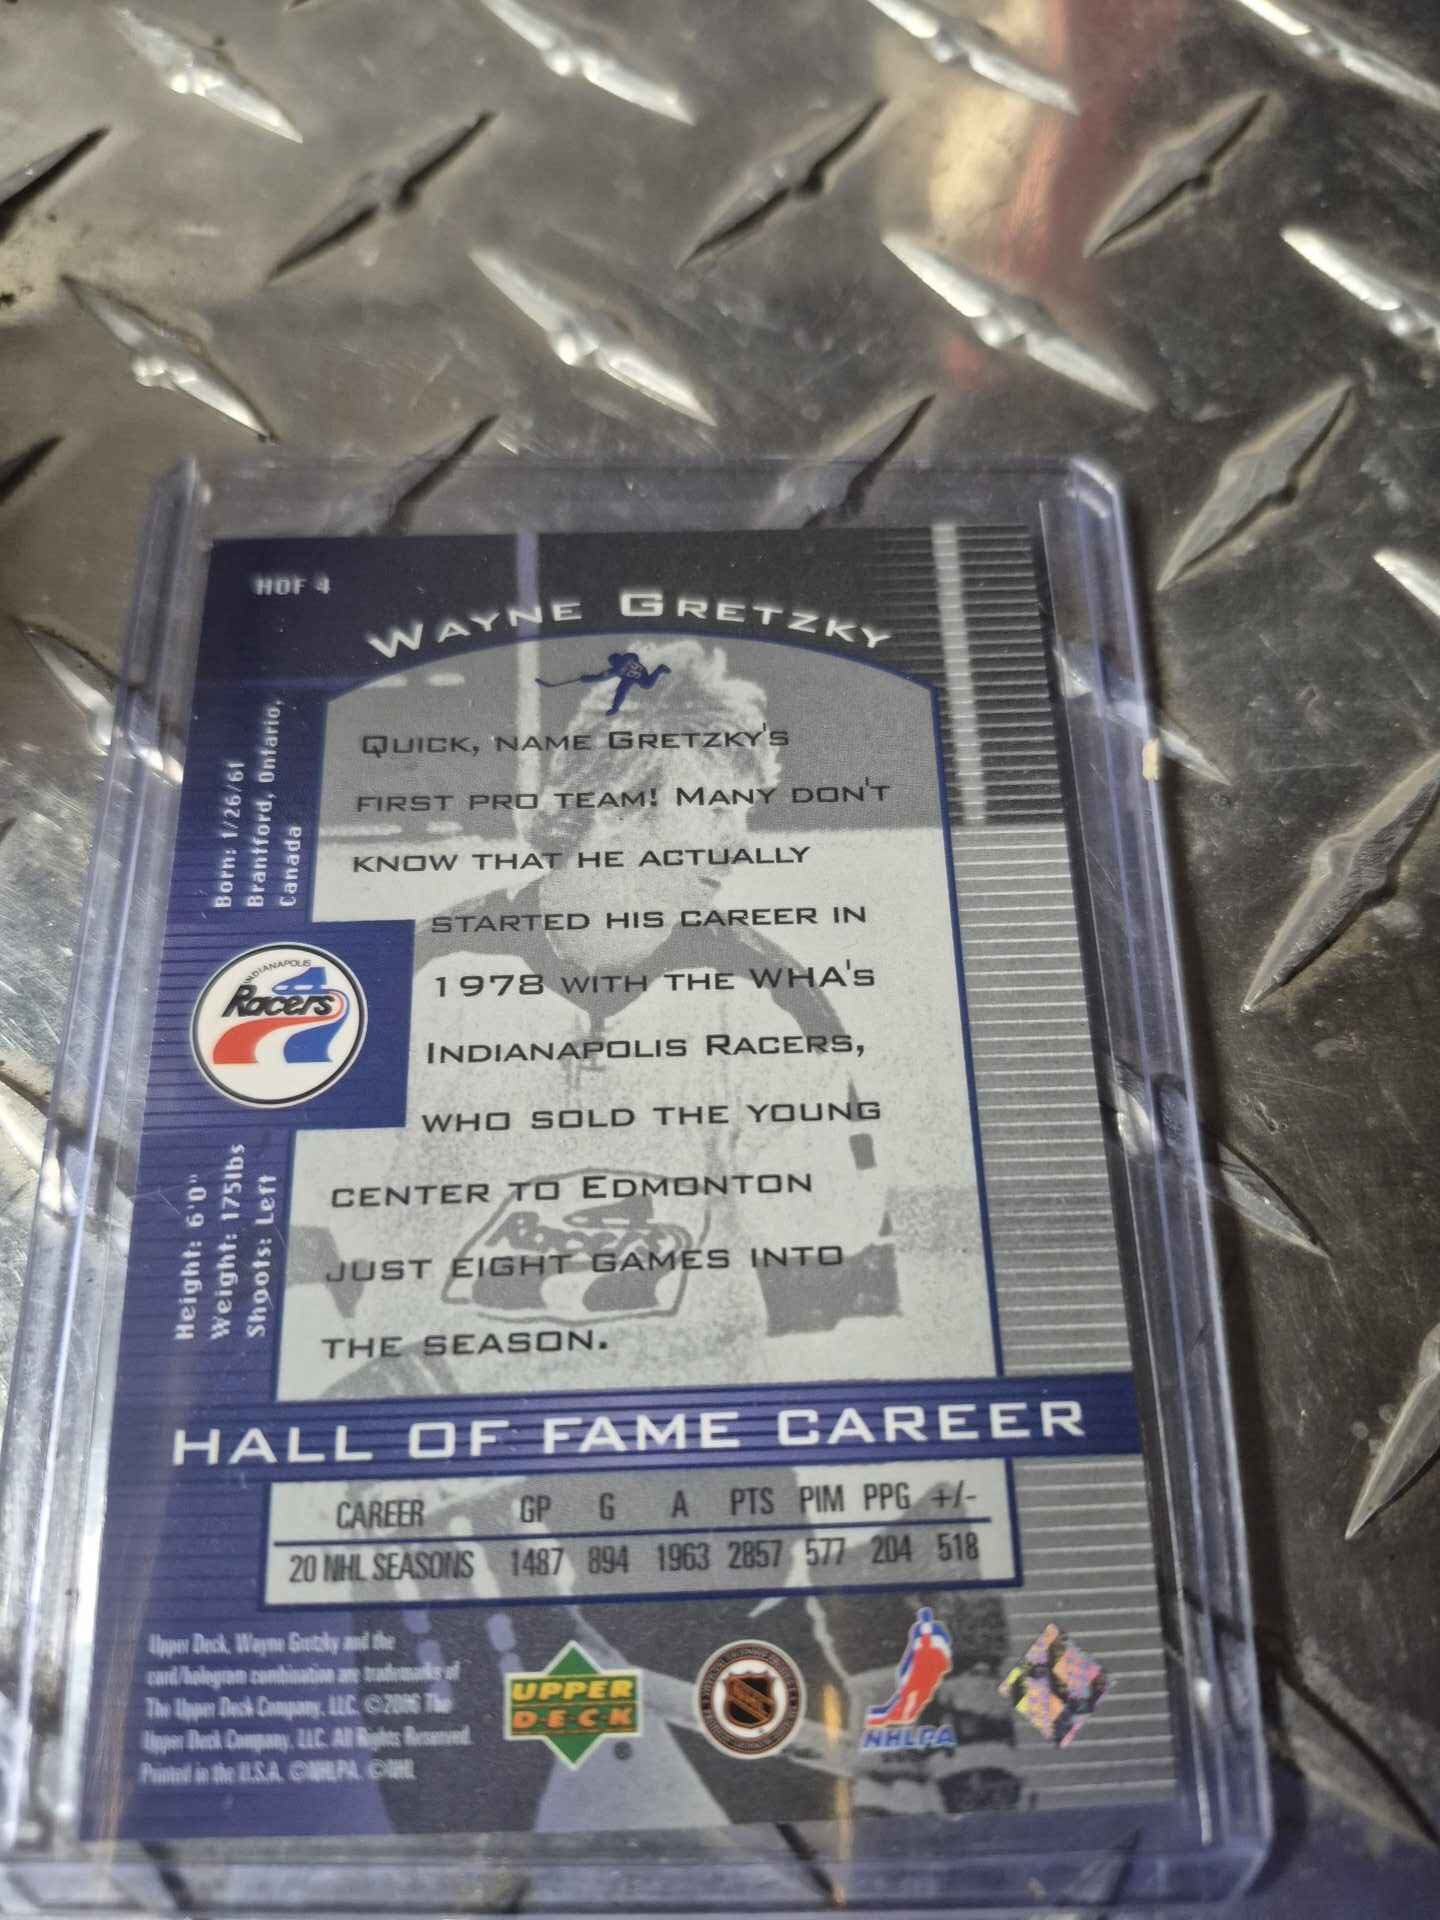 HOF 4
WAYNE GRETZKY
99
QUICK, NAME GRETZKY'S
FIRST PRO TEAM! MANY DON'T
KNOW THAT HE ACTUALLY
STARTED HIS CAREER IN
1978 WITH THE WHA'S
INDIANAPOLIS RACERS,
WHO SOLD THE YOUNG
CENTER TO EDMONTON
JUST EIGHT GAMES INTO
THE SEASON.
Born: 1/26/61
Brantford, Ontario,
Canada
INDIANAPOLIS
Racers
Height: 6'0"
Weight: 175lbs
Shoots: Left
Racers
HALL OF FAME CAREER
CAREER GP G A PTS PIM PPG +/-
20 NHL SEASONS 1487 894 1963 2857 577 204 518
Upper Deck, Wayne Gretzky and the
card/hologram combination are trademarks of
The Upper Deck Company, LLC. ©2006 The
Upper Deck Company, LLC. All Rights Reserved.
Printed in the U.S.A. ©NHLPA. ©NHL
UPPER
DECK
®
NHLPA